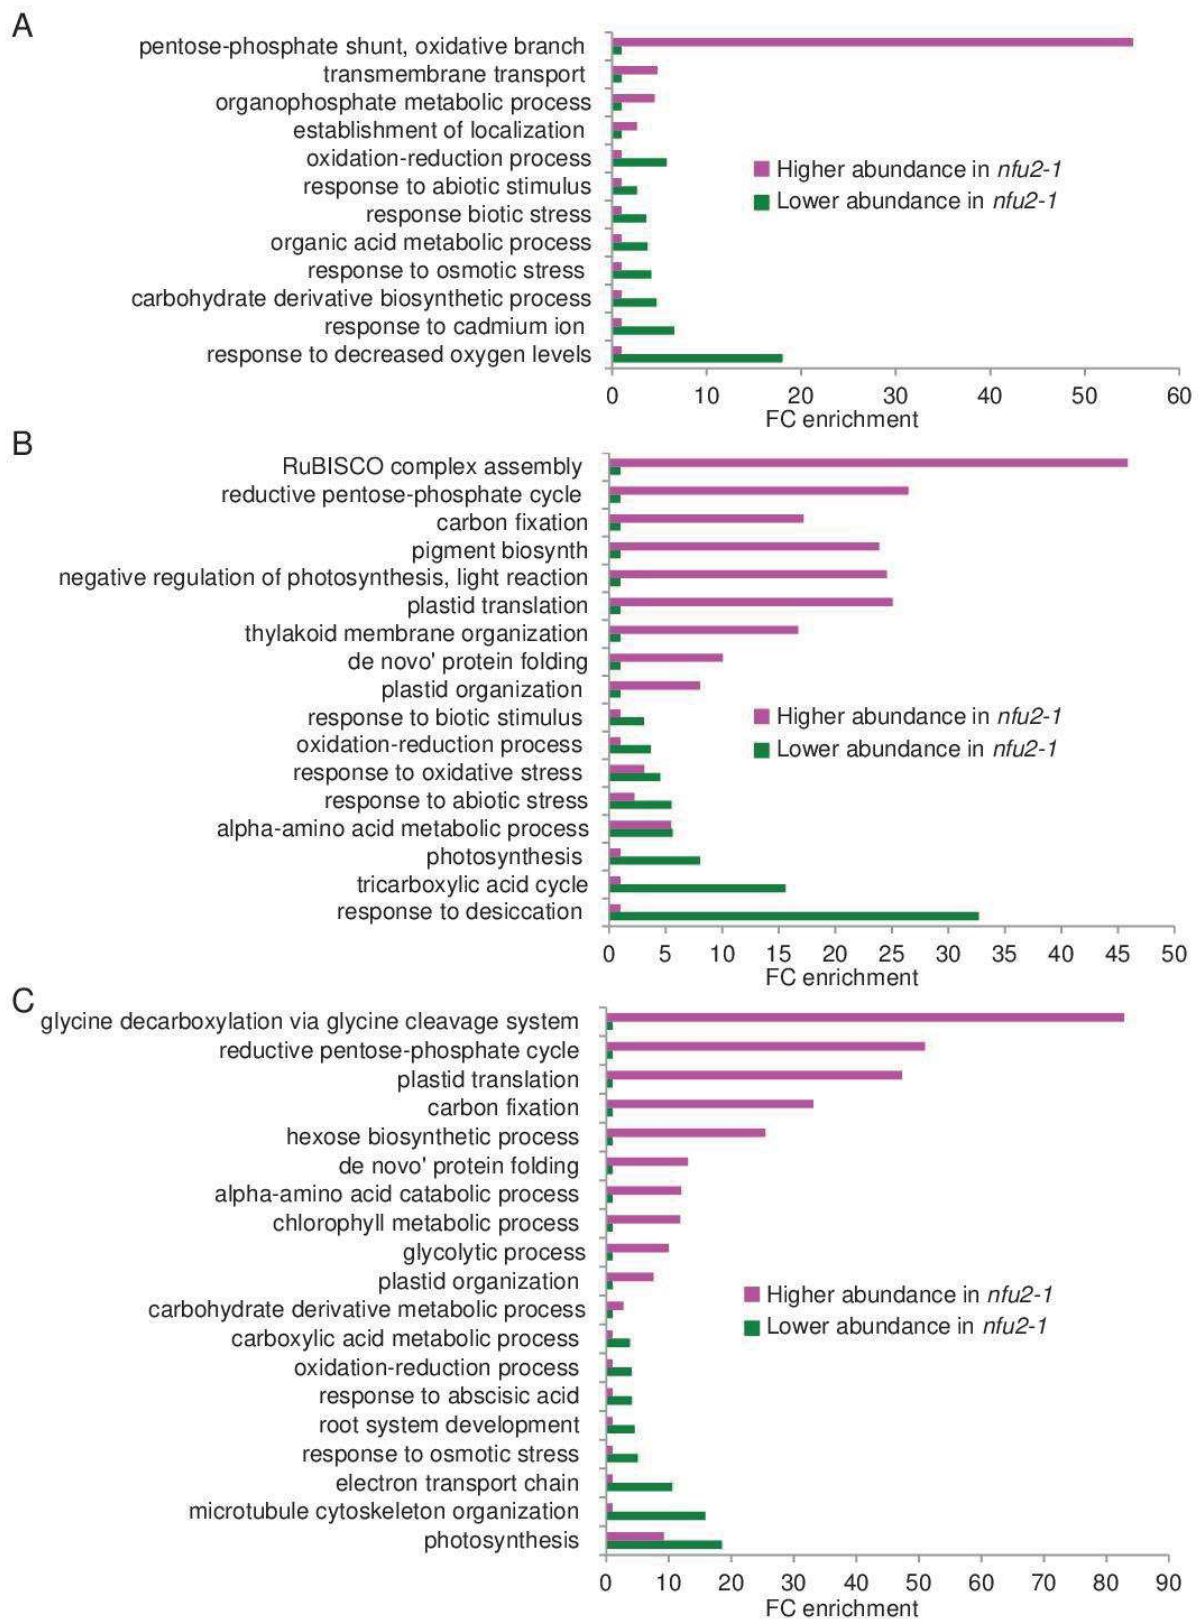 A
pentose-phosphate shunt, oxidative branch
transmembrane transport
organophosphate metabolic process
establishment of localization
oxidation-reduction process
response to abiotic stimulus
response biotic stress
organic acid metabolic process
response to osmotic stress
carbohydrate derivative biosynthetic process
response to cadmium ion
response to decreased oxygen levels
Higher abundance in nfu2-1
Lower abundance in nfu2-1
0 10 20 30 40 50 60
FC enrichment
B
RuBISCO complex assembly
reductive pentose-phosphate cycle
carbon fixation
pigment biosynth
negative regulation of photosynthesis, light reaction
plastid translation
thylakoid membrane organization
de novo' protein folding
plastid organization
response to biotic stimulus
oxidation-reduction process
response to oxidative stress
response to abiotic stress
alpha-amino acid metabolic process
photosynthesis
tricarboxylic acid cycle
response to desiccation
Higher abundance in nfu2-1
Lower abundance in nfu2-1
0 5 10 15 20 25 30 35 40 45 50
FC enrichment
C
glycine decarboxylation via glycine cleavage system
reductive pentose-phosphate cycle
plastid translation
carbon fixation
hexose biosynthetic process
de novo' protein folding
alpha-amino acid catabolic process
chlorophyll metabolic process
glycolytic process
plastid organization
carbohydrate derivative metabolic process
carboxylic acid metabolic process
oxidation-reduction process
response to abscisic acid
root system development
response to osmotic stress
electron transport chain
microtubule cytoskeleton organization
photosynthesis
Higher abundance in nfu2-1
Lower abundance in nfu2-1
0 10 20 30 40 50 60 70 80 90
FC enrichment